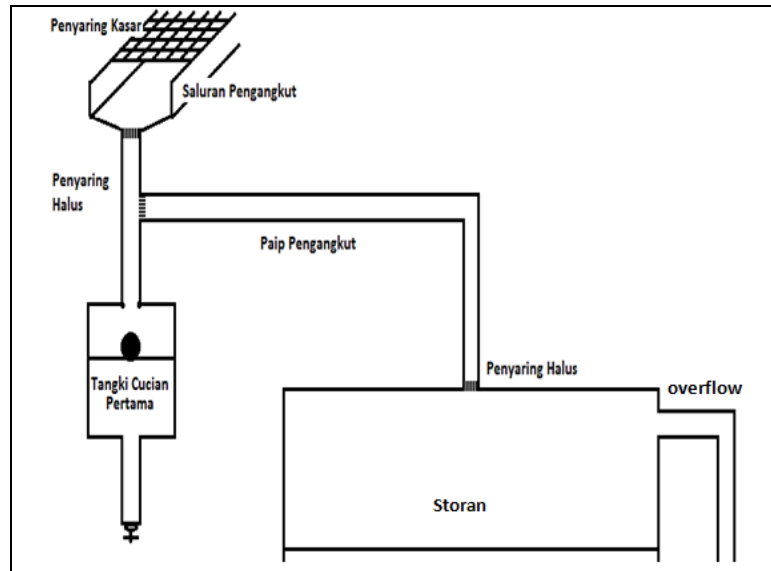 Penyaring Kasar
Saluran Pengangkut
Penyaring
Halus
Paip Pengangkut
Penyaring Halus
overflow
Tangki Cucian
Pertama
Storan